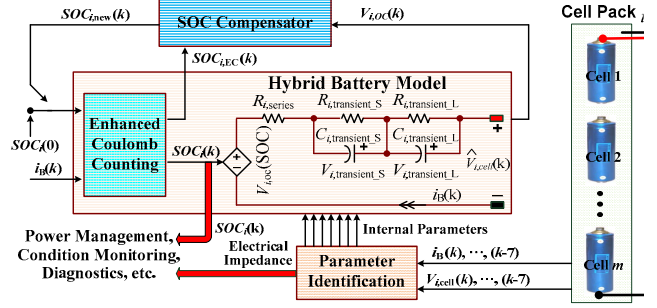 SOC Compensator
Cell Pack
SOCi,new(k)
Vi,OC(k)
SOCi,EC(k)
i
Cell 1
Hybrid Battery Model
Ri,series
Ri,transient_S
Ri,transient_L
+
Enhanced
Coulomb
Counting
SOCi(0)
iB(k)
SOCi(k)
+
−
Vi,oc(SOC)
Ci,transient_S
Ci,transient_L
+
+
Vi,transient_S
Vi,transient_L
V̂i,cell(k)
Cell 2
iB(k)
−
SOCi(k)
Internal Parameters
Power Management,
Condition Monitoring,
Diagnostics, etc.
Electrical
Impedance
Parameter
Identification
iB(k), ···, (k-7)
Vi,cell(k), ···, (k-7)
Cell m